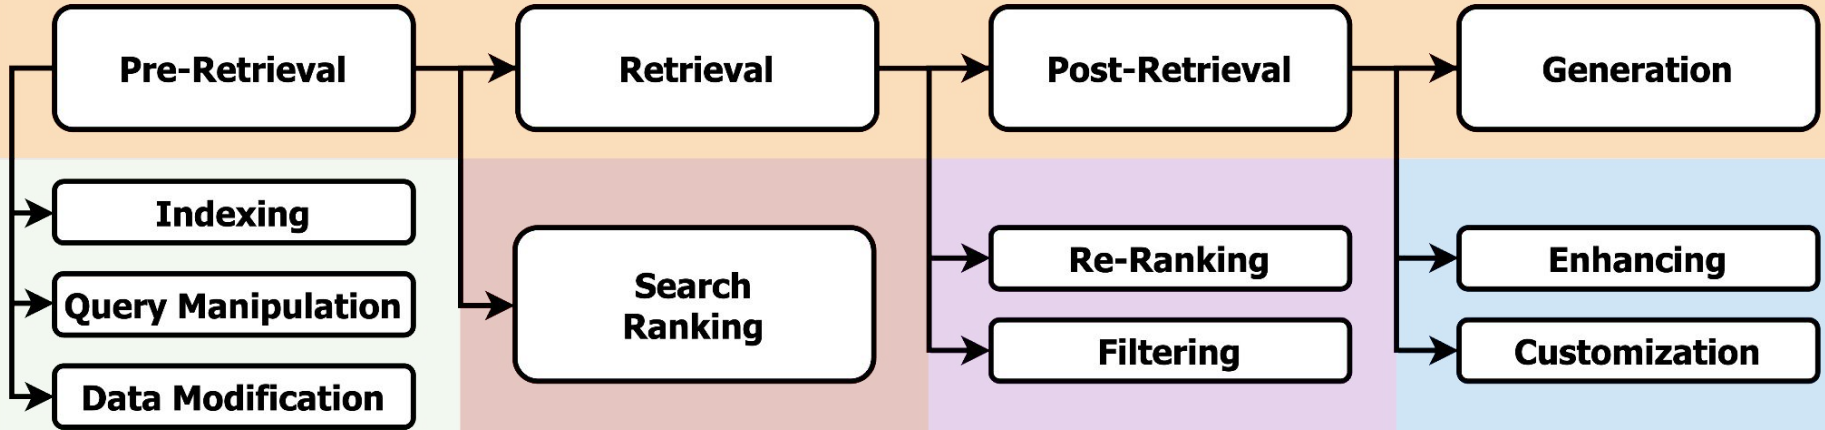 Pre-Retrieval
Retrieval
Post-Retrieval
Generation
Indexing
Query Manipulation
Data Modification
Search
Ranking
Re-Ranking
Filtering
Enhancing
Customization